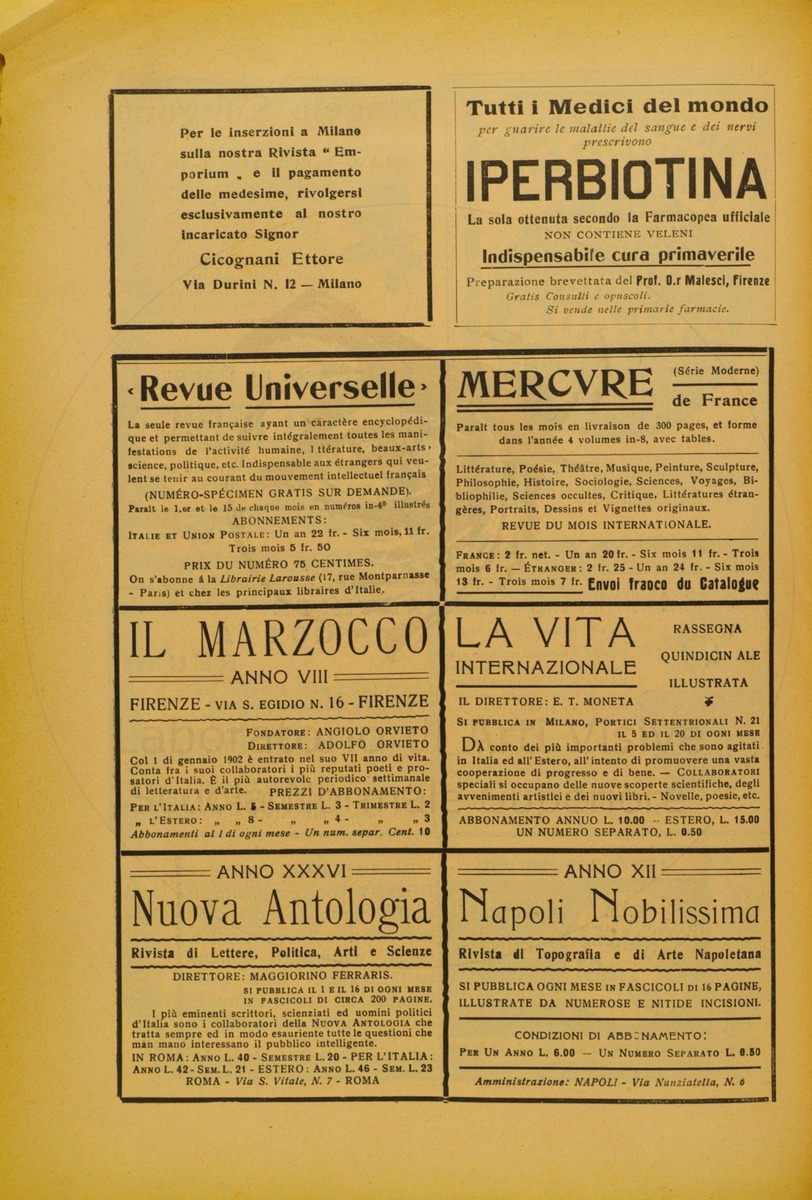 Per le inserzioni a Milano
sulla nostra Rivista “ Em-
porium „ e il pagamento
delle medesime, rivolgersi
esclusivamente al nostro
incaricato Signor
Cicognani Ettore
Via Durini N. 12 — Milano
Tutti i Medici del mondo
per guarire le malattie del sangue e dei nervi
prescrivono
IPERBIOTINA
La sola ottenuta secondo la Farmacopea ufficiale
NON CONTIENE VELENI
Indispensabile cura primaverile
Preparazione brevettata del Prof. D.r Malesci, Firenze
Gratis Consulti e opuscoli.
Si vende nelle primarie farmacie.
‹ Revue Universelle ›
La seule revue française ayant un caractère encyclopédi-
que et permettant de suivre intégralement toutes les mani-
festations de l'activité humaine, l ttérature, beaux-arts,
science, politique, etc. Indispensable aux étrangers qui veu-
lent se tenir au courant du mouvement intellectuel français
(NUMÉRO-SPÉCIMEN GRATIS SUR DEMANDE).
Paraît le 1.er et le 15 de chaque mois en numéros in-4º illustrés
ABONNEMENTS:
ITALIE ET UNION POSTALE: Un an 22 fr. - Six mois, 11 fr.
Trois mois 5 fr. 50
PRIX DU NUMÉRO 75 CENTIMES.
On s'abonne á la Librairie Larousse (17, rue Montparnasse
- Paris) et chez les principaux libraires d'Italie.
MERCVRE
(Série Moderne)
de France
Paraît tous les mois en livraison de 300 pages, et forme
dans l'année 4 volumes in-8, avec tables.
Littérature, Poésie, Théâtre, Musique, Peinture, Sculpture,
Philosophie, Histoire, Sociologie, Sciences, Voyages, Bi-
bliophilie, Sciences occultes, Critique, Littératures étran-
gères, Portraits, Dessins et Vignettes originaux.
REVUE DU MOIS INTERNATIONALE.
FRANCE: 2 fr. net. - Un an 20 fr. - Six mois 11 fr. - Trois
mois 6 fr. — ÉTRANGER: 2 fr. 25 - Un an 24 fr. - Six mois
13 fr. - Trois mois 7 fr. Envoi franco du Catalogue
IL MARZOCCO
ANNO VIII
FIRENZE - VIA S. EGIDIO N. 16 - FIRENZE
FONDATORE: ANGIOLO ORVIETO
DIRETTORE: ADOLFO ORVIETO
Col 1 di gennaio 1902 è entrato nel suo VII anno di vita.
Conta fra i suoi collaboratori i più reputati poeti e pro-
satori d'Italia. È il più autorevole periodico settimanale
di letteratura e d'arte. PREZZI D'ABBONAMENTO:
PER L'ITALIA: ANNO L. 5 - SEMESTRE L. 3 - TRIMESTRE L. 2
„ L'ESTERO: „ „ 8 - „ „ 4 - „ „ 3
Abbonamenti al 1 di ogni mese - Un num. separ. Cent. 10
LA VITA
INTERNAZIONALE
RASSEGNA
QUINDICIN ALE
ILLUSTRATA
IL DIRETTORE: E. T. MONETA
SI PUBBLICA IN MILANO, PORTICI SETTENTRIONALI N. 21
IL 5 ED IL 20 DI OGNI MESE
DÀ conto dei più importanti problemi che sono agitati
in Italia ed all'Estero, all'intento di promuovere una vasta
cooperazione di progresso e di bene. — COLLABORATORI
speciali si occupano delle nuove scoperte scientifiche, degli
avvenimenti artistici e dei nuovi libri. - Novelle, poesie, etc.
ABBONAMENTO ANNUO L. 10.00 — ESTERO, L. 15.00
UN NUMERO SEPARATO, L. 0.50
ANNO XXXVI
Nuova Antologia
Rivista di Lettere, Politica, Arti e Scienze
DIRETTORE: MAGGIORINO FERRARIS.
SI PUBBLICA IL 1 E IL 16 DI OGNI MESE
IN FASCICOLI DI CIRCA 200 PAGINE.
I più eminenti scrittori, scienziati ed uomini politici
d'Italia sono i collaboratori della NUOVA ANTOLOGIA che
tratta sempre ed in modo esauriente tutte le questioni che
man mano interessano il pubblico intelligente.
IN ROMA: ANNO L. 40 - SEMESTRE L. 20 - PER L'ITALIA:
ANNO L. 42 - SEM. L. 21 - ESTERO: ANNO L. 46 - SEM. L. 23
ROMA - Via S. Vitale, N. 7 - ROMA
ANNO XII
Napoli Nobilissima
Rivista di Topografia e di Arte Napoletana
SI PUBBLICA OGNI MESE IN FASCICOLI DI 16 PAGINE,
ILLUSTRATE DA NUMEROSE E NITIDE INCISIONI.
CONDIZIONI DI ABBONAMENTO:
PER UN ANNO L. 6.00 — UN NUMERO SEPARATO L. 0.50
Amministrazione: NAPOLI - Via Nunziatella, N. 6